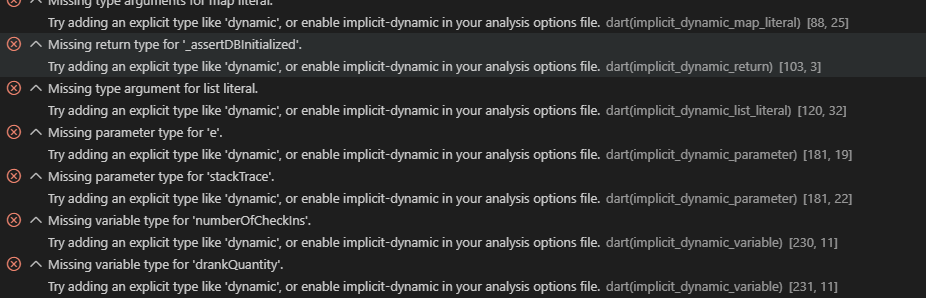 Missing type arguments for map literal.
Try adding an explicit type like 'dynamic', or enable implicit-dynamic in your analysis options file. dart(implicit_dynamic_map_literal) [88, 25]
Missing return type for '_assertDBInitialized'.
Try adding an explicit type like 'dynamic', or enable implicit-dynamic in your analysis options file. dart(implicit_dynamic_return) [103, 3]
Missing type argument for list literal.
Try adding an explicit type like 'dynamic', or enable implicit-dynamic in your analysis options file. dart(implicit_dynamic_list_literal) [120, 32]
Missing parameter type for 'e'.
Try adding an explicit type like 'dynamic', or enable implicit-dynamic in your analysis options file. dart(implicit_dynamic_parameter) [181, 19]
Missing parameter type for 'stackTrace'.
Try adding an explicit type like 'dynamic', or enable implicit-dynamic in your analysis options file. dart(implicit_dynamic_parameter) [181, 22]
Missing variable type for 'numberOfCheckIns'.
Try adding an explicit type like 'dynamic', or enable implicit-dynamic in your analysis options file. dart(implicit_dynamic_variable) [230, 11]
Missing variable type for 'drankQuantity'.
Try adding an explicit type like 'dynamic', or enable implicit-dynamic in your analysis options file. dart(implicit_dynamic_variable) [231, 11]